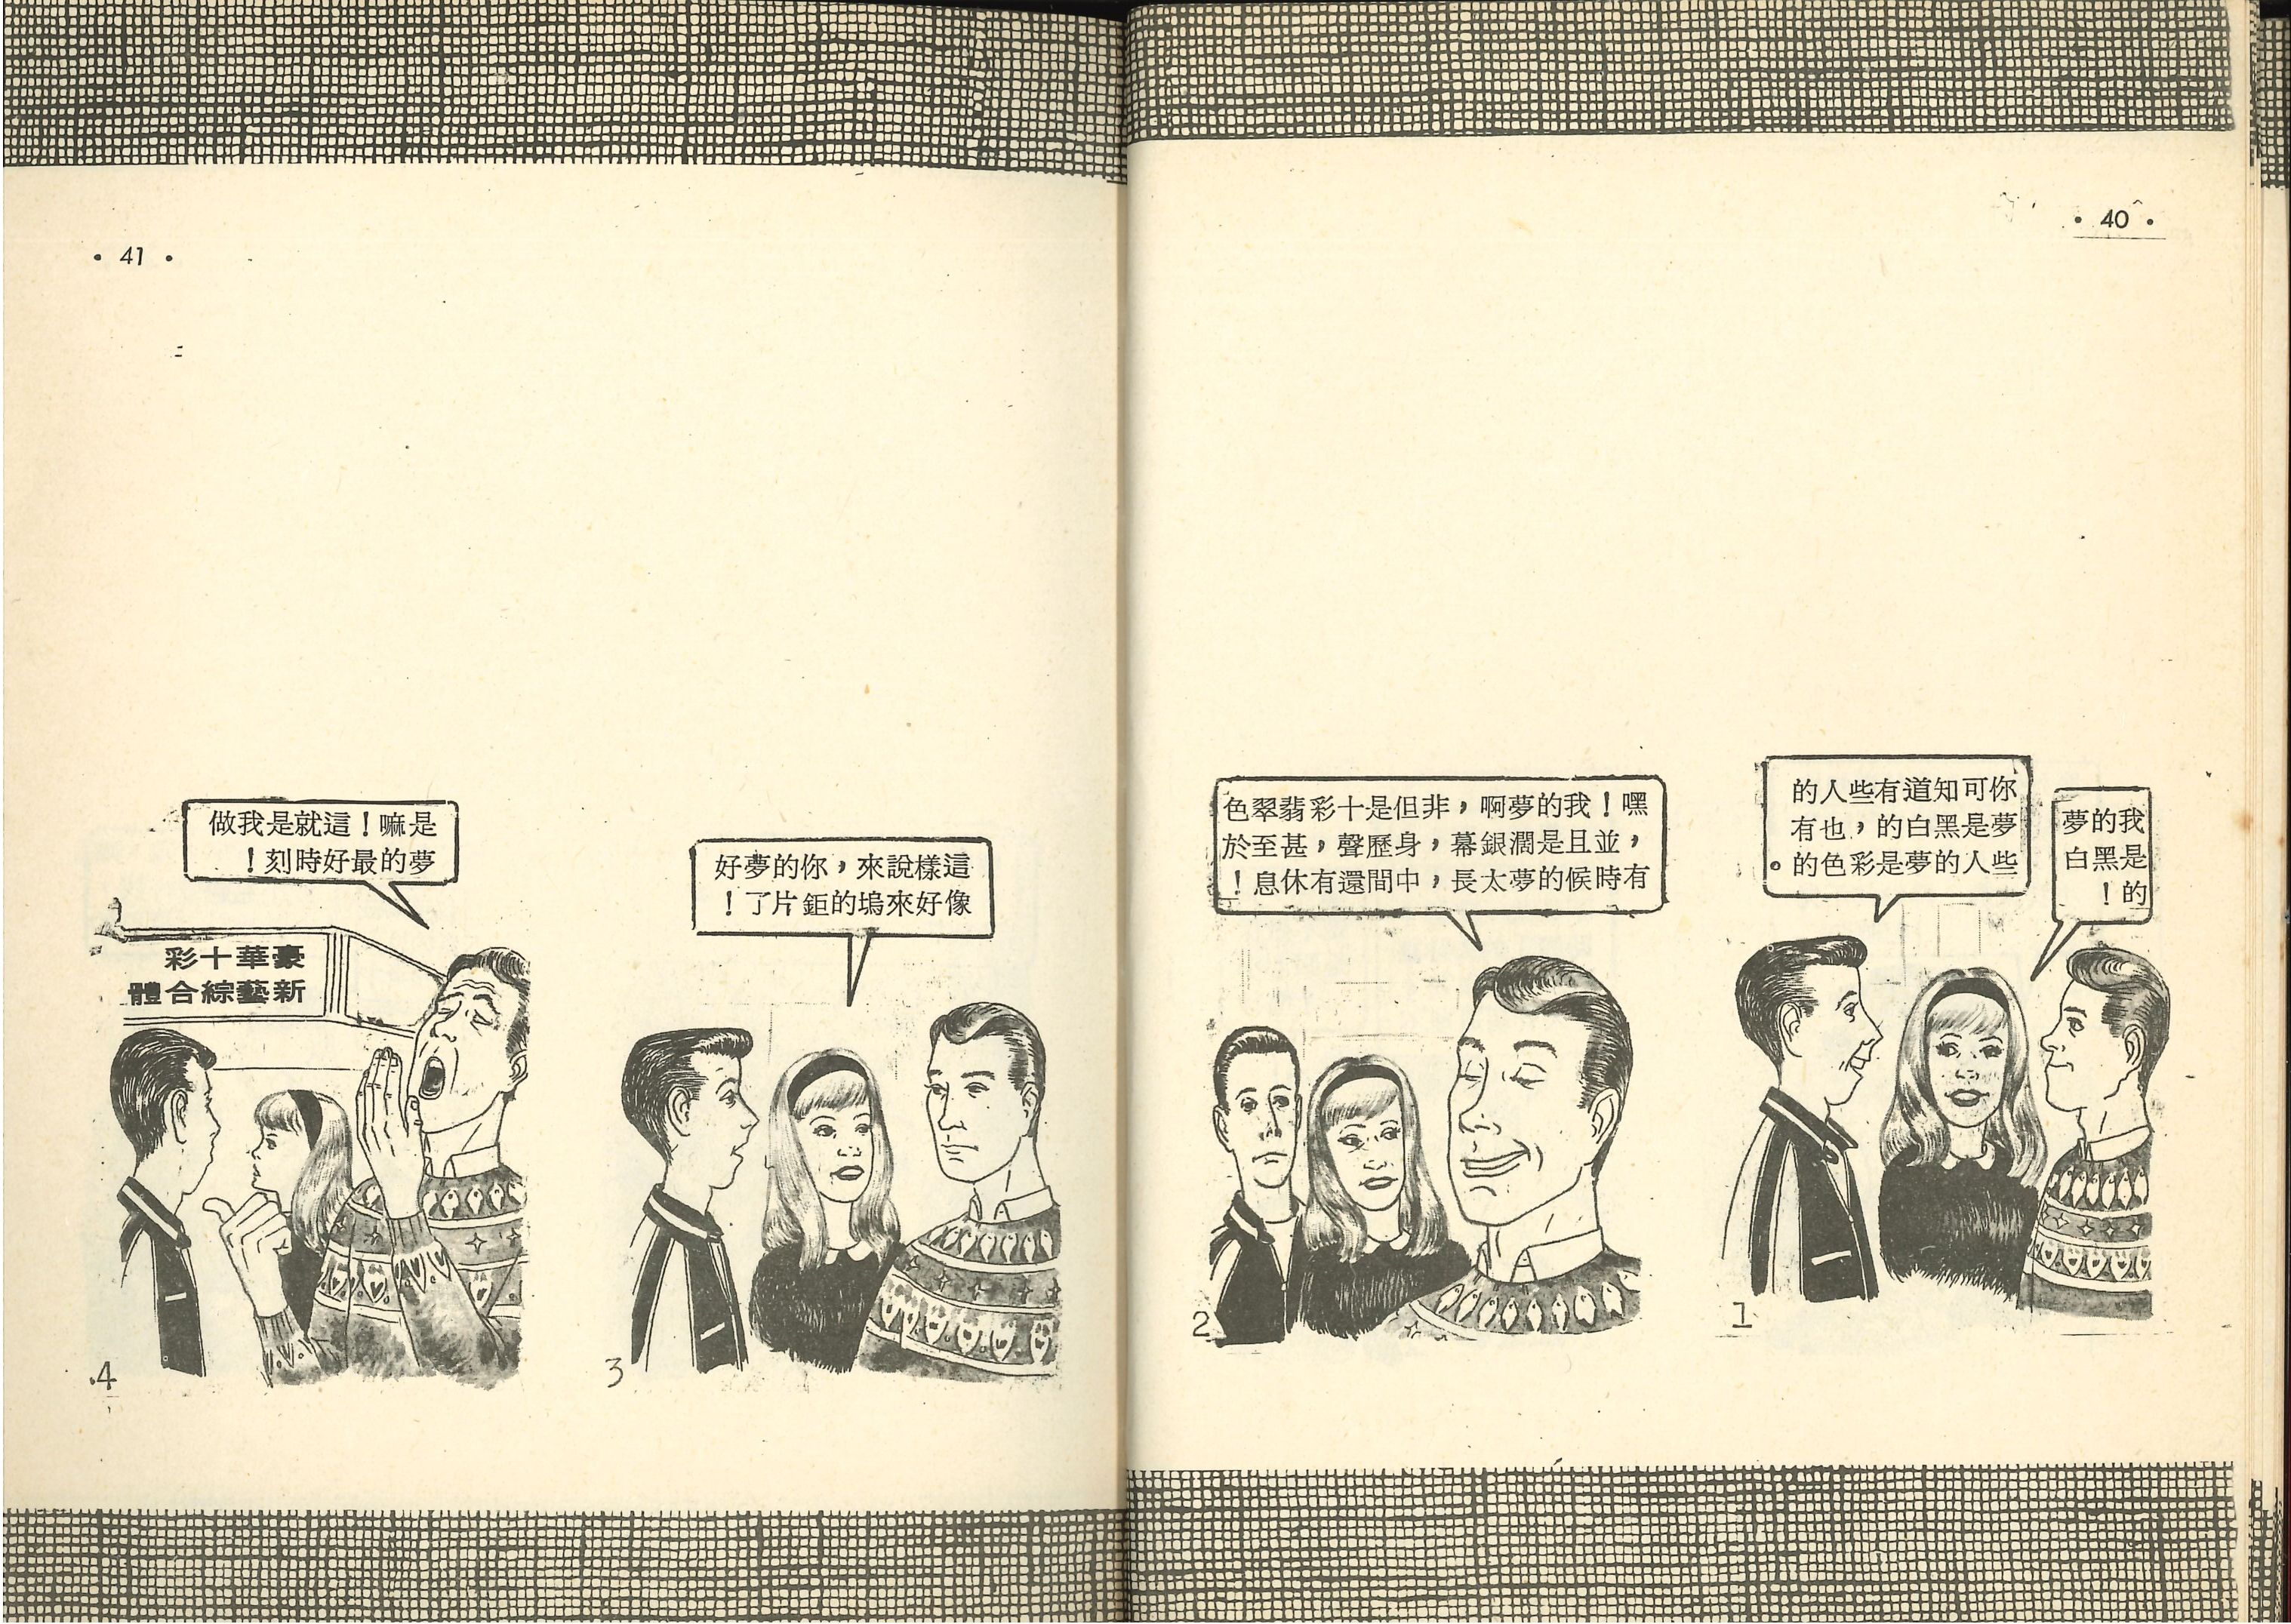 • 40 •
你可知道有些人的
夢是黑白的，也有
些人的夢是彩色的。
我的夢
是黑白
的！
1
嘿！我的夢啊，非但是十彩翡翠色
，並且是濶銀幕，身歷聲，甚至於
有時候的夢太長，中間還有休息！
2
• 41 •
這樣說來，你的夢好
像好來塢的鉅片了！
3
是嘛！這就是我做
夢的最好時刻！
豪華十彩
新藝綜合體
4